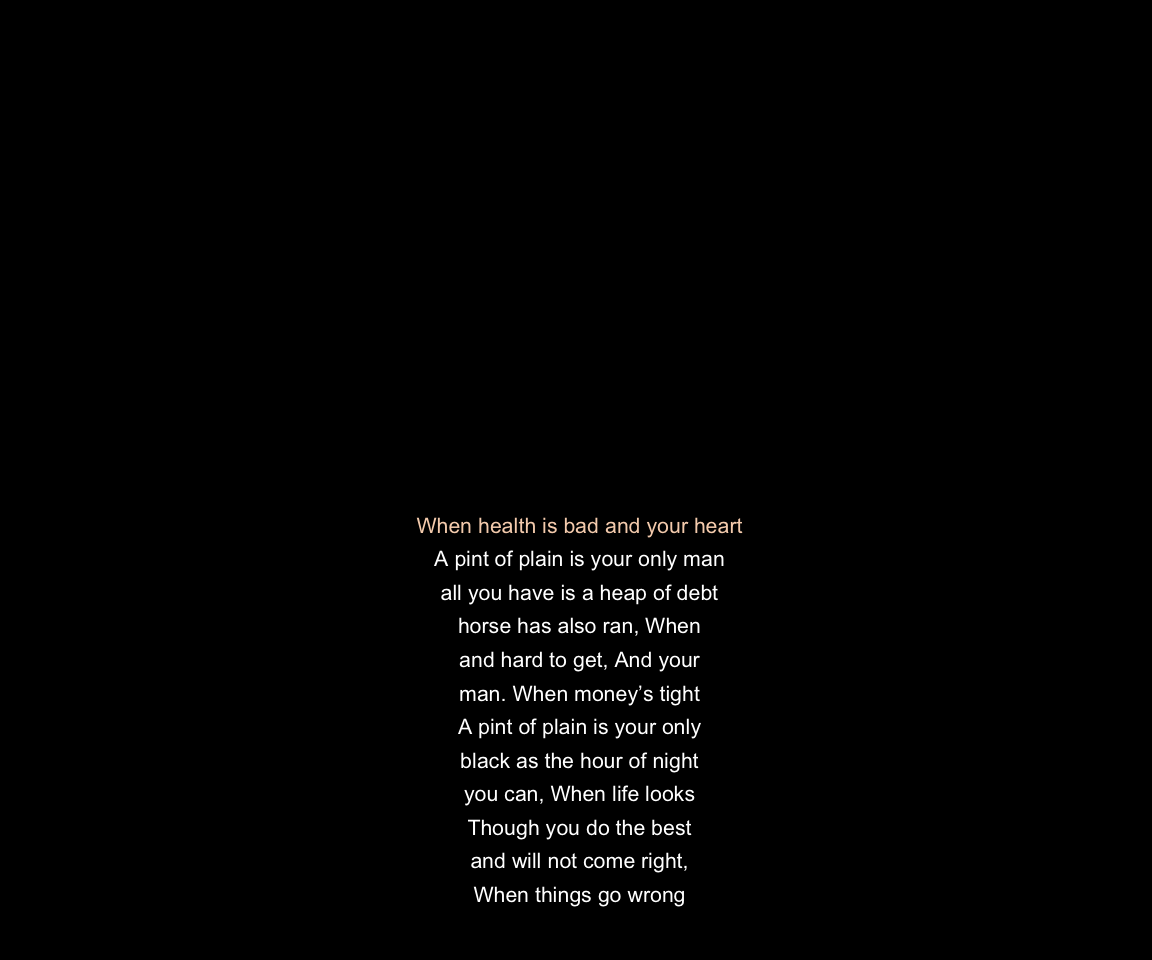 When health is bad and your heart
A pint of plain is your only man
all you have is a heap of debt
horse has also ran, When
and hard to get, And your
man. When money’s tight
A pint of plain is your only
black as the hour of night
you can, When life looks
Though you do the best
and will not come right,
When things go wrong